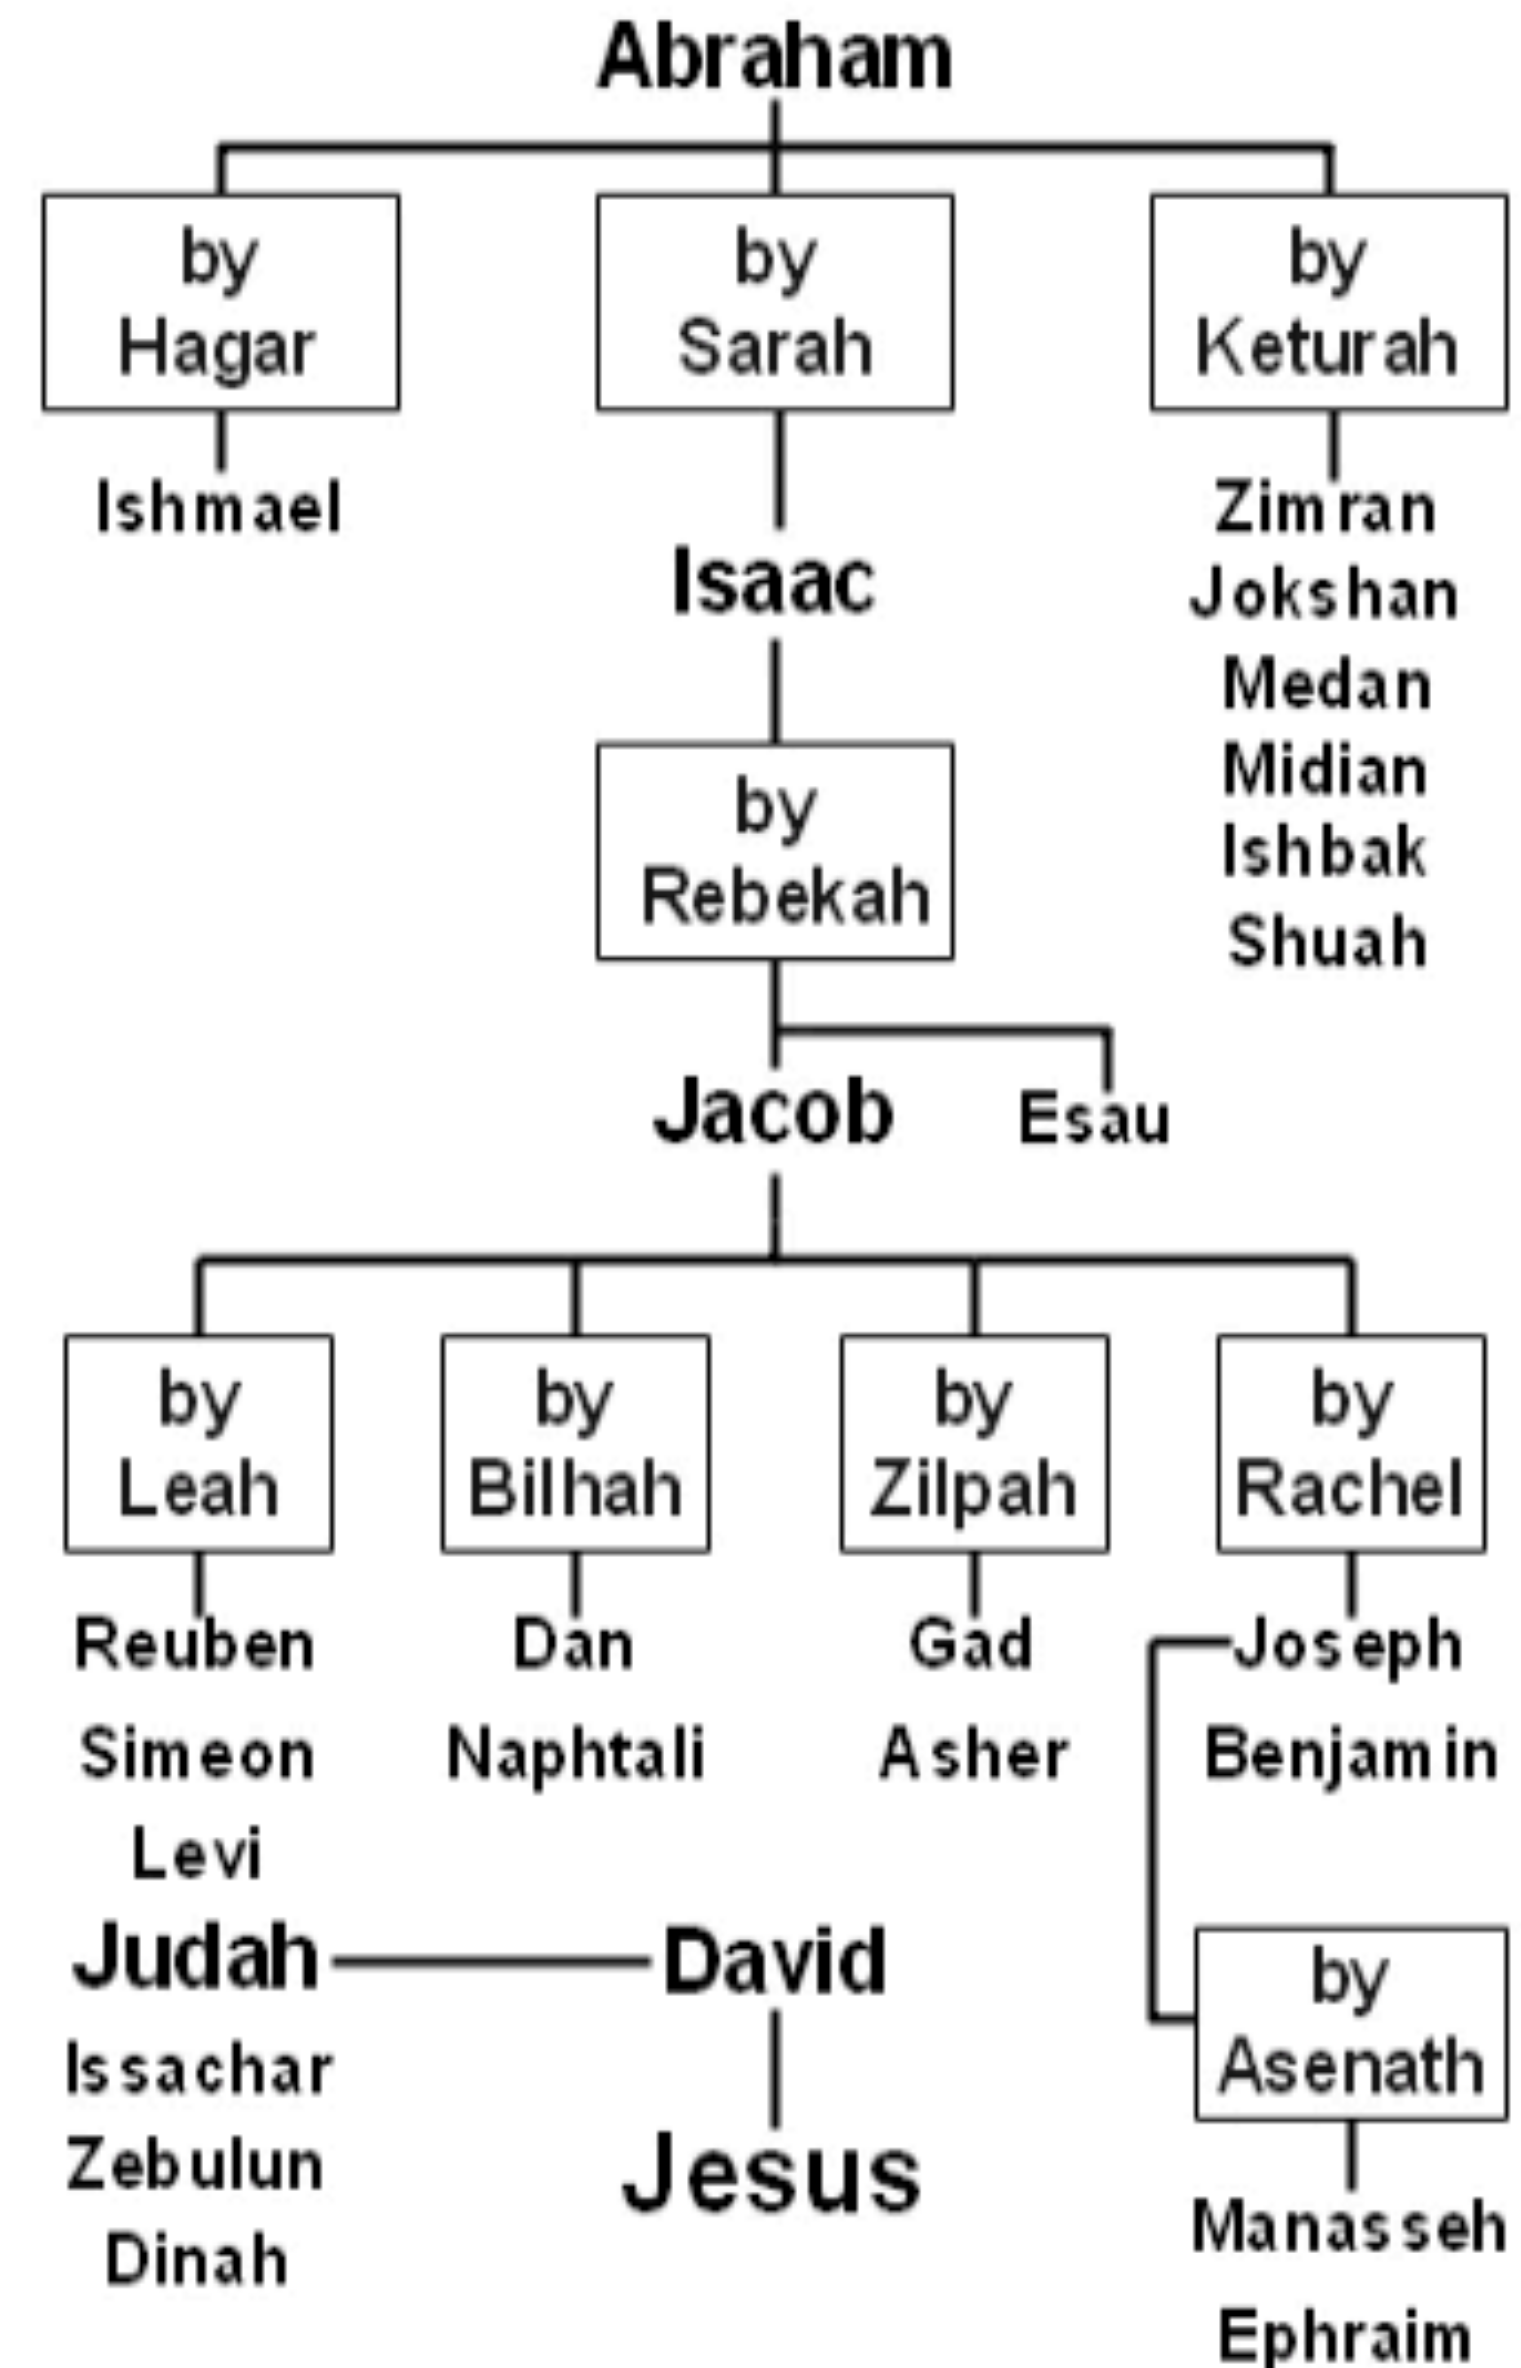 Abraham
by
Hagar
by
Sarah
by
Keturah
Ishmael
Isaac
Zimran
Jokshan
Medan
Midian
Ishbak
Shuah
by
Rebekah
Jacob
Esau
by
Leah
by
Bilhah
by
Zilpah
by
Rachel
Reuben
Simeon
Levi
Judah
Issachar
Zebulun
Dinah
Dan
Naphtali
Gad
Asher
Joseph
Benjamin
David
Jesus
by
Asenath
Manasseh
Ephraim